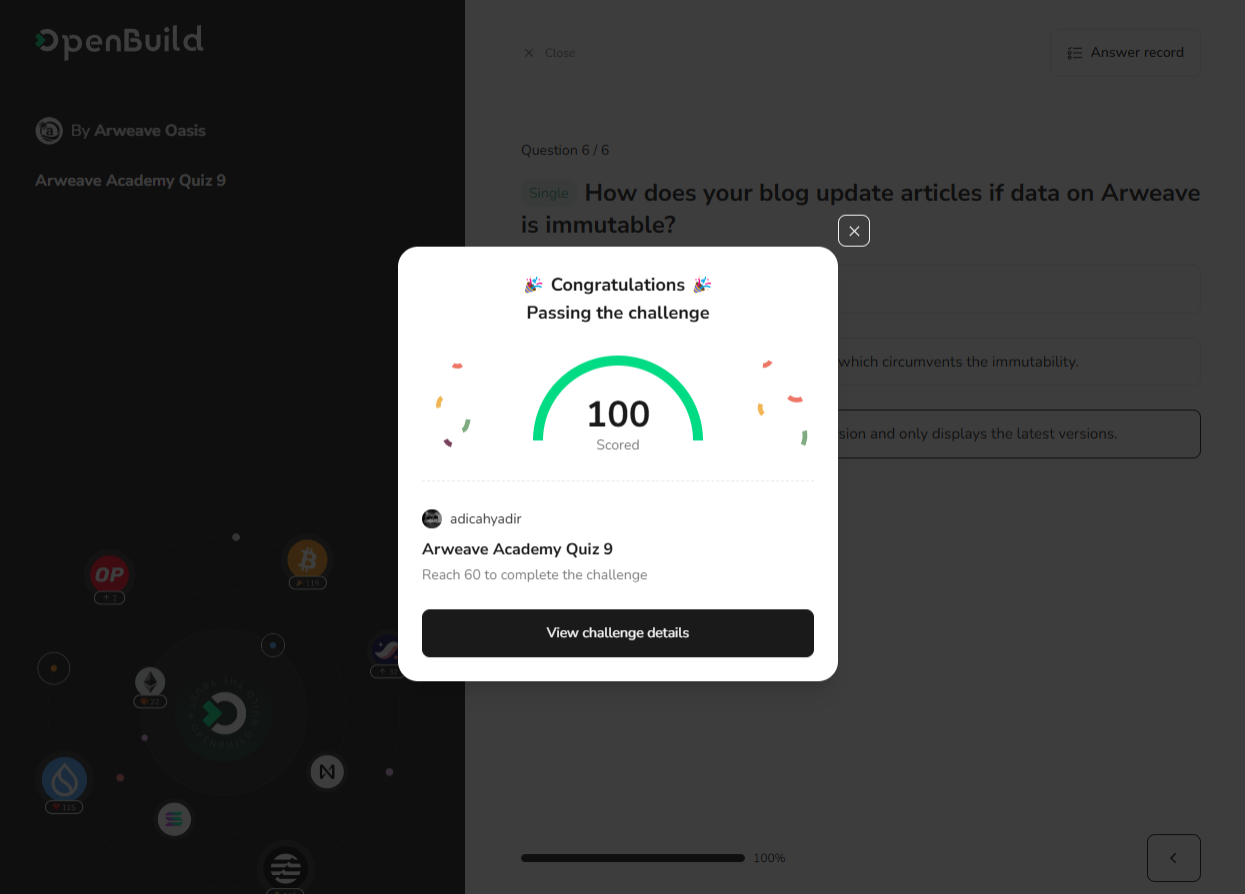 OpenBuild
Close
Answer record
By Arweave Oasis
Arweave Academy Quiz 9
Question 6 / 6
Single How does your blog update articles if data on Arweave
is immutable?
which circumvents the immutability.
sion and only displays the latest versions.
Congratulations
Passing the challenge
100
Scored
adicahyadir
Arweave Academy Quiz 9
Reach 60 to complete the challenge
View challenge details
OP
119
22
115
100%